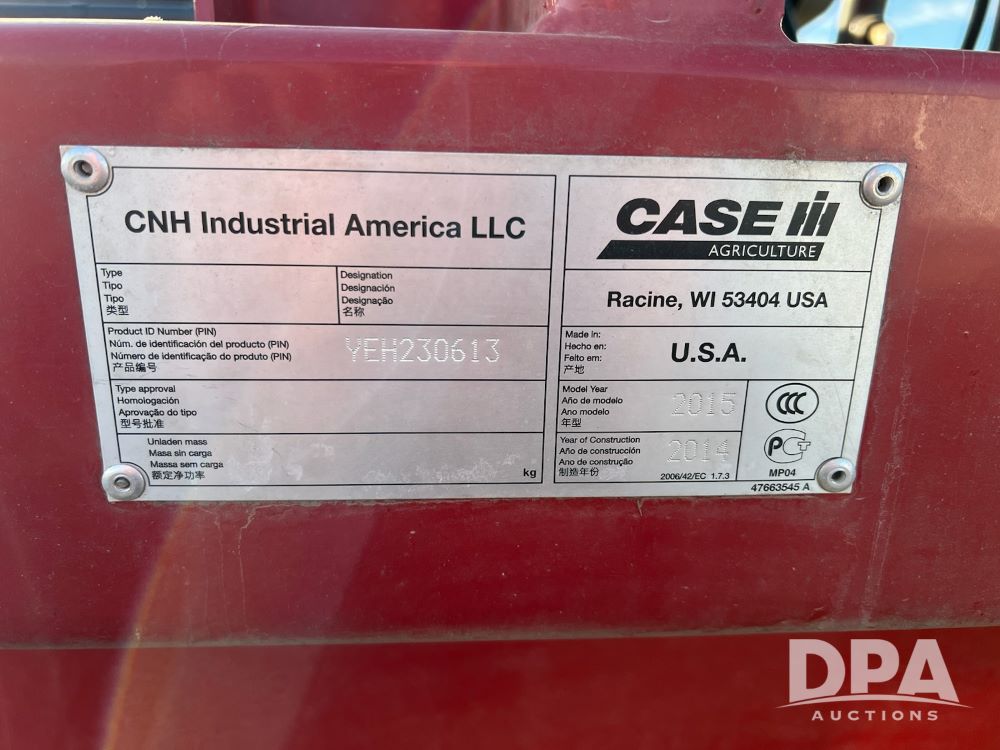 CNH Industrial America LLC
Type
Tipo
Tipo
类型
Designation
Designación
Designação
名称
Product ID Number (PIN)
Núm. de identificación del producto (PIN)
Número de identificação do produto (PIN)
产品编号
YEH230613
Type approval
Homologación
Aprovação do tipo
型号批准
Unladen mass
Masa sin carga
Massa sem carga
额定净功率
kg
CASE IH
AGRICULTURE
Racine, WI 53404 USA
Made in:
Hecho en:
Feito em:
产地
U.S.A.
Model Year
Año de modelo
Ano modelo
年型
2015
Year of Construction
Año de construcción
Ano de construção
制造年份
2014
2006/42/EC 1.7.3
CCC
PCT
MP04
47663545 A
DPA
AUCTIONS